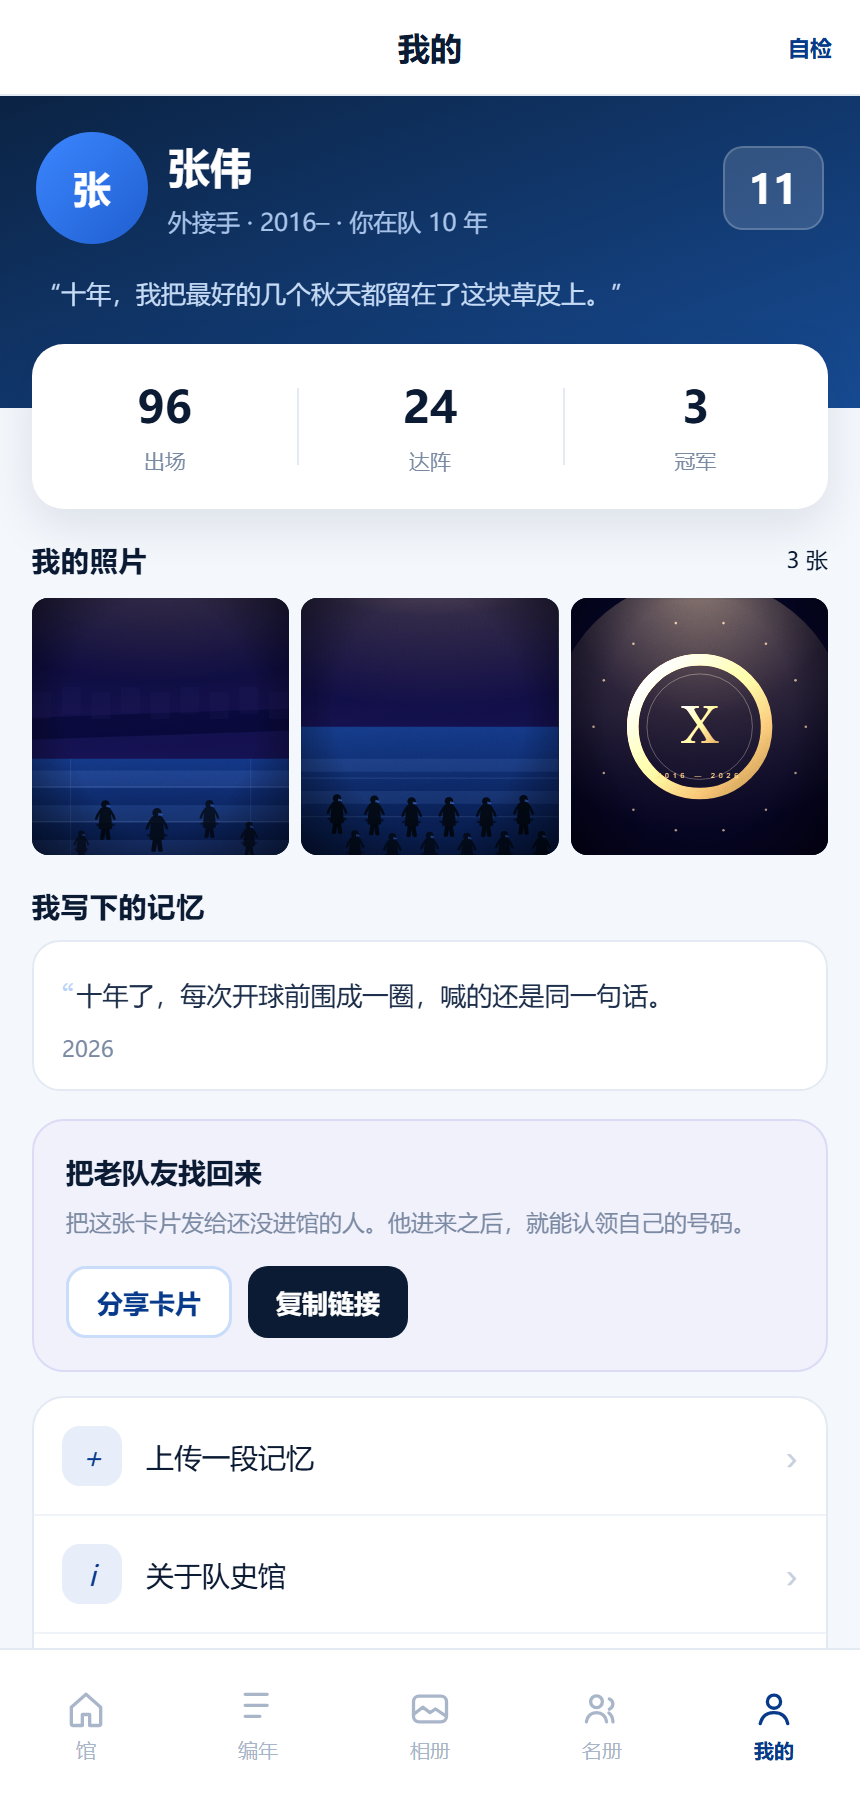 我的
自检
张
张伟
外接手 · 2016– · 你在队 10 年
11
“十年，我把最好的几个秋天都留在了这块草皮上。”
96
出场
24
达阵
3
冠军
我的照片
3 张
X
016 — 202
我写下的记忆
“十年了，每次开球前围成一圈，喊的还是同一句话。
2026
把老队友找回来
把这张卡片发给还没进馆的人。他进来之后，就能认领自己的号码。
分享卡片
复制链接
+ 上传一段记忆 ›
i 关于队史馆 ›
馆
编年
相册
名册
我的